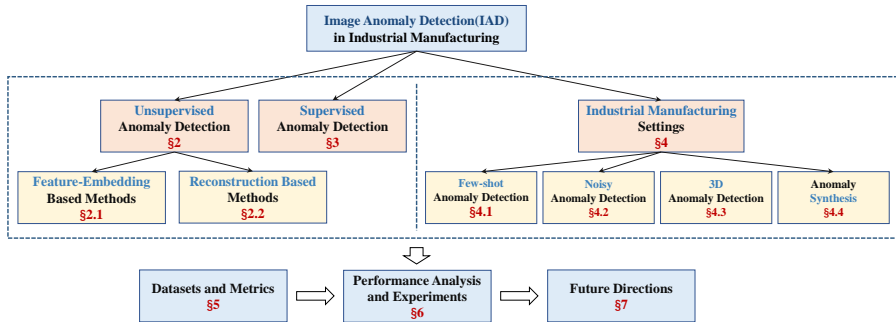 Image Anomaly Detection(IAD)
in Industrial Manufacturing
Unsupervised
Anomaly Detection
§2
Supervised
Anomaly Detection
§3
Industrial Manufacturing
Settings
§4
Feature-Embedding
Based Methods
§2.1
Reconstruction Based
Methods
§2.2
Few-shot
Anomaly Detection
§4.1
Noisy
Anomaly Detection
§4.2
3D
Anomaly Detection
§4.3
Anomaly
Synthesis
§4.4
Datasets and Metrics
§5
Performance Analysis
and Experiments
§6
Future Directions
§7